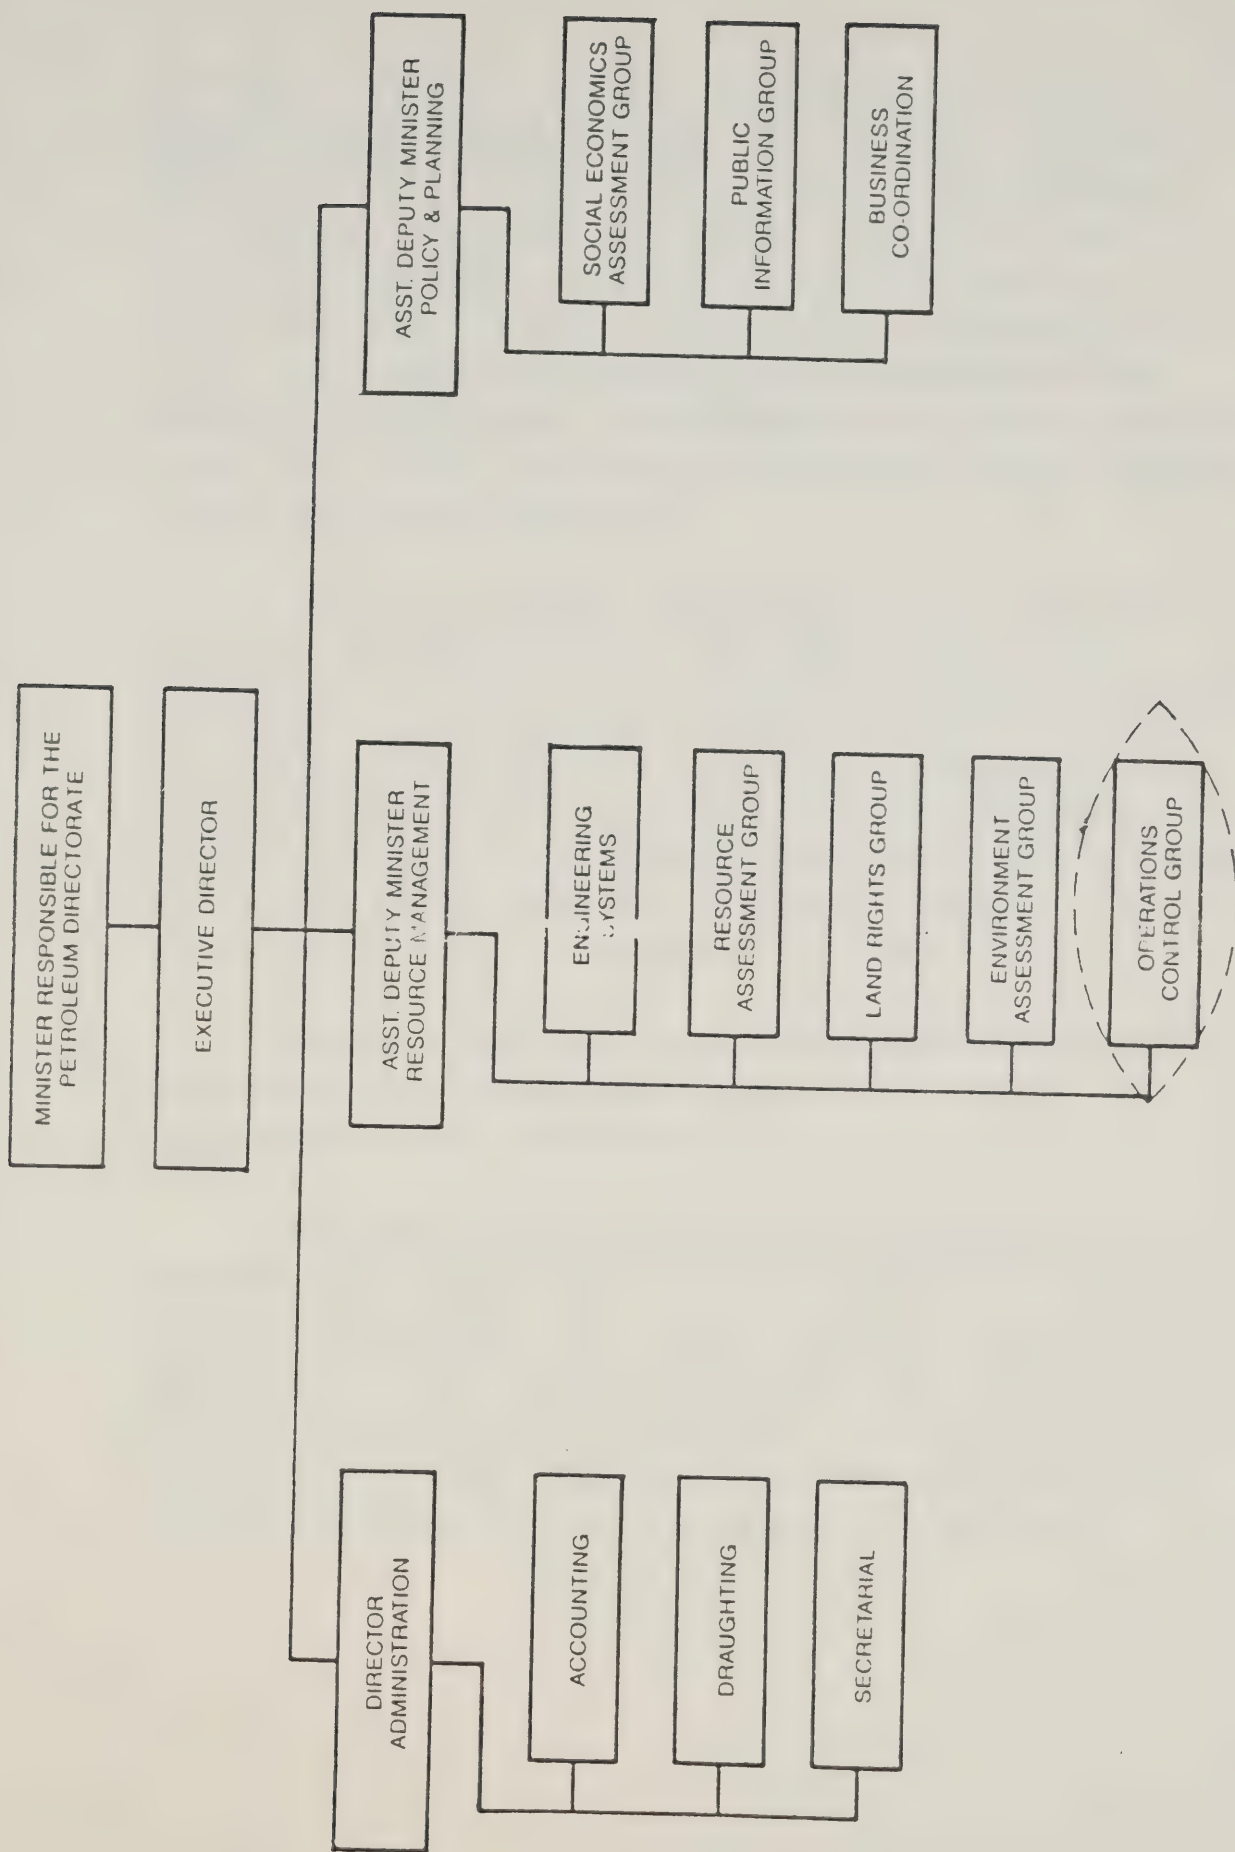 MINISTER RESPONSIBLE FOR THE
PETROLEUM DIRECTORATE
EXECUTIVE DIRECTOR
DIRECTOR
ADMINISTRATION
ACCOUNTING
DRAUGHTING
SECRETARIAL
ASST. DEPUTY MINISTER
RESOURCE MANAGEMENT
ENGINEERING
SYSTEMS
RESOURCE
ASSESSMENT GROUP
LAND RIGHTS GROUP
ENVIRONMENT
ASSESSMENT GROUP
OPERATIONS
CONTROL GROUP
ASST. DEPUTY MINISTER
POLICY & PLANNING
SOCIAL ECONOMICS
ASSESSMENT GROUP
PUBLIC
INFORMATION GROUP
BUSINESS
CO-ORDINATION